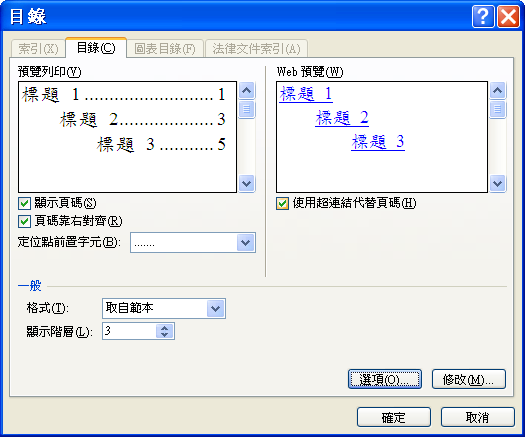 目錄
索引(X) 目錄(C) 圖表目錄(F) 法律文件索引(A)
預覽列印(V)
標題 1..........................1
標題 2...................3
標題 3...........5
Web 預覽(W)
標題 1
標題 2
標題 3
顯示頁碼(S)
頁碼靠右對齊(R)
定位點前置字元(B): .......
使用超連結代替頁碼(H)
一般
格式(T): 取自範本
顯示階層(L): 3
選項(O)... 修改(M)...
確定 取消